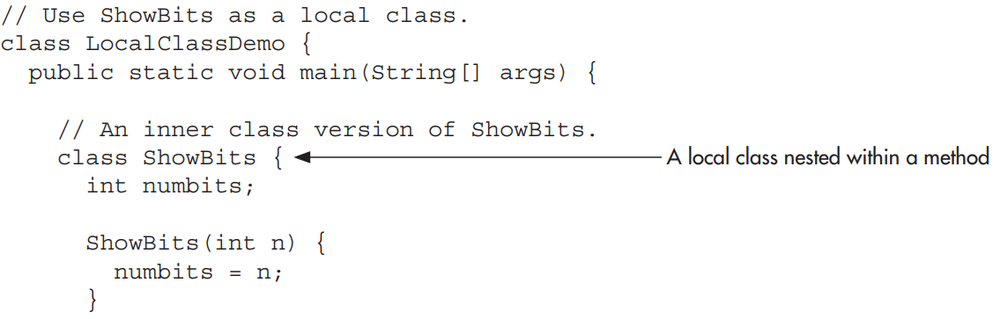 // Use ShowBits as a local class.
class LocalClassDemo {
  public static void main(String[] args) {

    // An inner class version of ShowBits.
    class ShowBits { A local class nested within a method
      int numbits;

      ShowBits(int n) {
        numbits = n;
      }